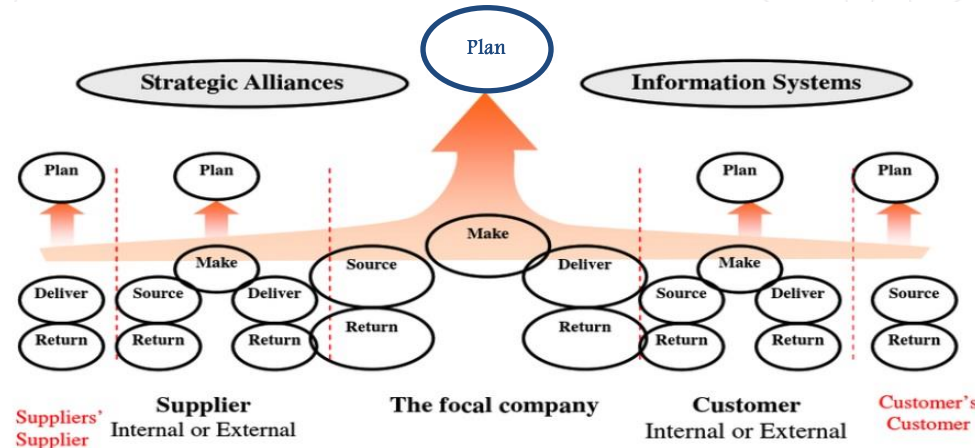 Plan
Strategic Alliances
Information Systems
Plan
Plan
Plan
Plan
Make
Source
Deliver
Make
Make
Deliver
Source
Deliver
Source
Deliver
Source
Return
Return
Return
Return
Return
Return
Return
Return
Suppliers'
Supplier
Supplier
Internal or External
The focal company
Customer
Internal or External
Customer's
Customer